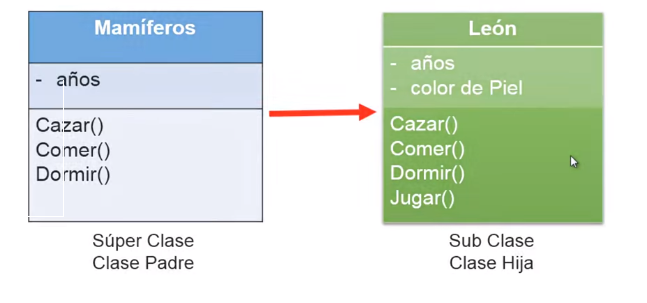 Mamíferos
- años
Cazar()
Comer()
Dormir()
Súper Clase
Clase Padre
León
- años
- color de Piel
Cazar()
Comer()
Dormir()
Jugar()
Sub Clase
Clase Hija